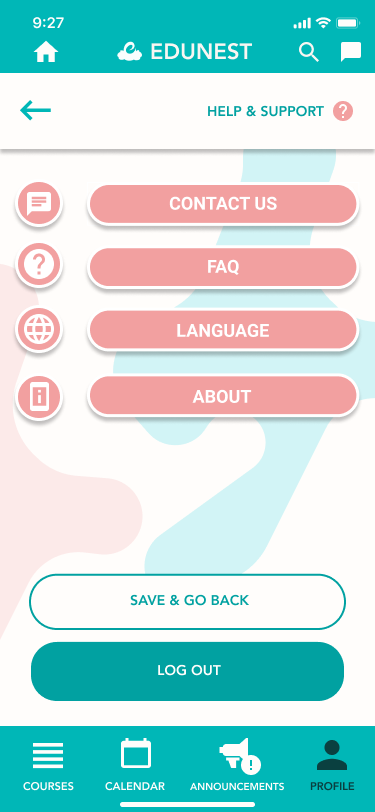 9:27
EDUNEST
HELP & SUPPORT ?
CONTACT US
? FAQ
LANGUAGE
i ABOUT
SAVE & GO BACK
LOG OUT
!
COURSES CALENDAR ANNOUNCEMENTS PROFILE